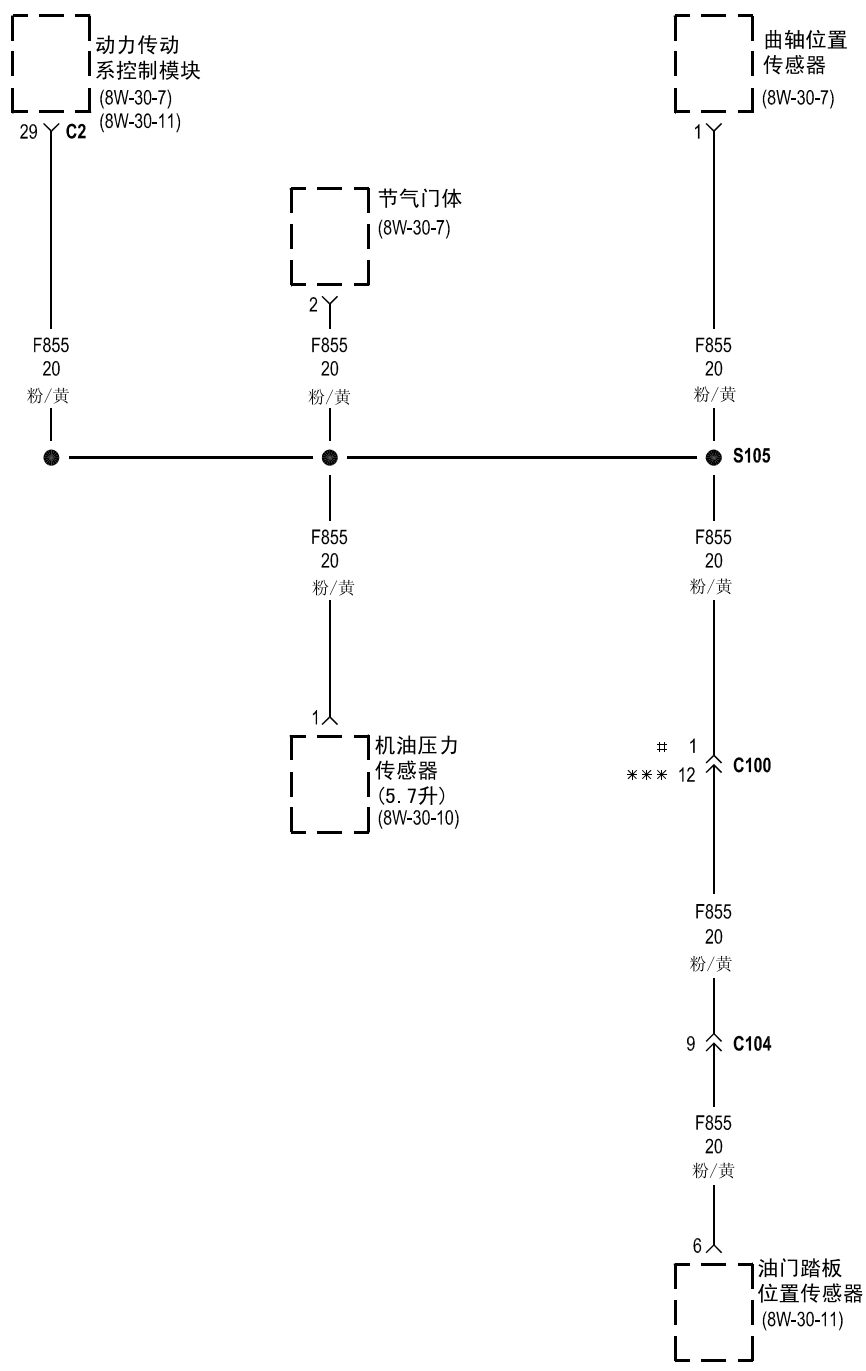 动力传动
系控制模块
(8W-30-7)
(8W-30-11)
29 C2
曲轴位置
传感器
(8W-30-7)
1
节气门体
(8W-30-7)
2
F855
20
粉/黄
F855
20
粉/黄
F855
20
粉/黄
S105
F855
20
粉/黄
F855
20
粉/黄
1
机油压力
传感器
(5.7升)
(8W-30-10)
# 1
*** 12
C100
F855
20
粉/黄
9 C104
F855
20
粉/黄
6
油门踏板
位置传感器
(8W-30-11)